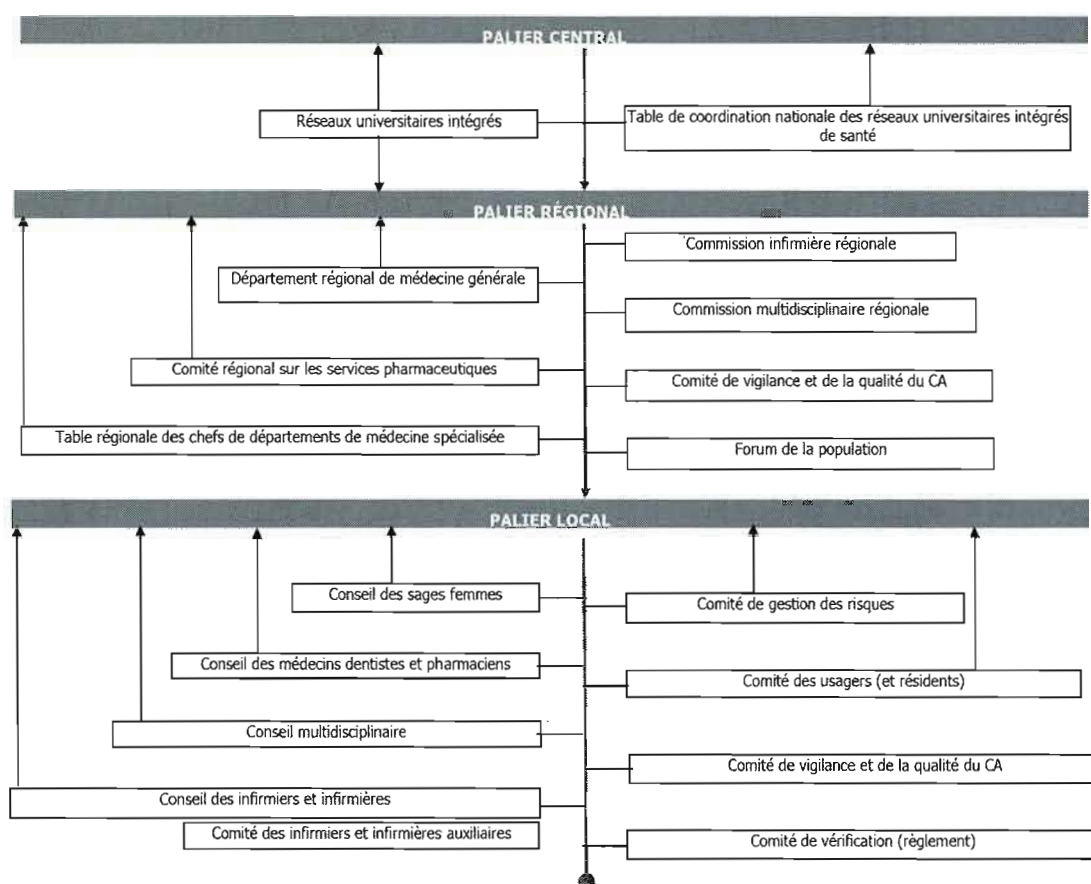 PALIER CENTRAL
Réseaux universitaires intégrés
Table de coordination nationale des réseaux universitaires intégrés
de santé
PALIER RÉGIONAL
Commission infirmière régionale
Département régional de médecine générale
Commission multidisciplinaire régionale
Comité régional sur les services pharmaceutiques
Comité de vigilance et de la qualité du CA
Table régionale des chefs de départements de médecine spécialisée
Forum de la population
PALIER LOCAL
Conseil des sages femmes
Comité de gestion des risques
Conseil des médecins dentistes et pharmaciens
Comité des usagers (et résidents)
Conseil multidisciplinaire
Comité de vigilance et de la qualité du CA
Conseil des infirmiers et infirmières
Comité des infirmiers et infirmières auxiliaires
Comité de vérification (règlement)